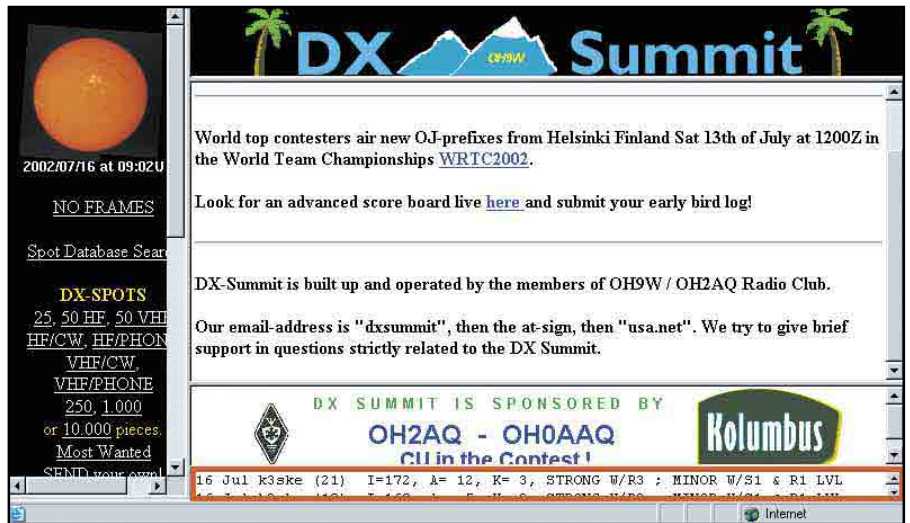 DX Summit
OH9W
2002/07/16 at 09:02U
NO FRAMES
Spot Database Sear
DX-SPOTS
25, 50 HF, 50 VHF
HF/CW, HF/PHON
VHF/CW,
VHF/PHONE
250, 1.000
or 10.000 pieces.
Most Wanted
SEND your own!
World top contesters air new OJ-prefixes from Helsinki Finland Sat 13th of July at 1200Z in
the World Team Championships WRTC2002.
Look for an advanced score board live here and submit your early bird log!
DX-Summit is built up and operated by the members of OH9W / OH2AQ Radio Club.
Our email-address is "dxsummit", then the at-sign, then "usa.net". We try to give brief
support in questions strictly related to the DX Summit.
DX SUMMIT IS SPONSORED BY
OH2AQ - OH0AAQ
CU in the Contest!
Kolumbus
16 Jul k3ske (21) I=172, A= 12, K= 3, STRONG W/R3 ; MINOR W/S1 & R1 LVL
Internet